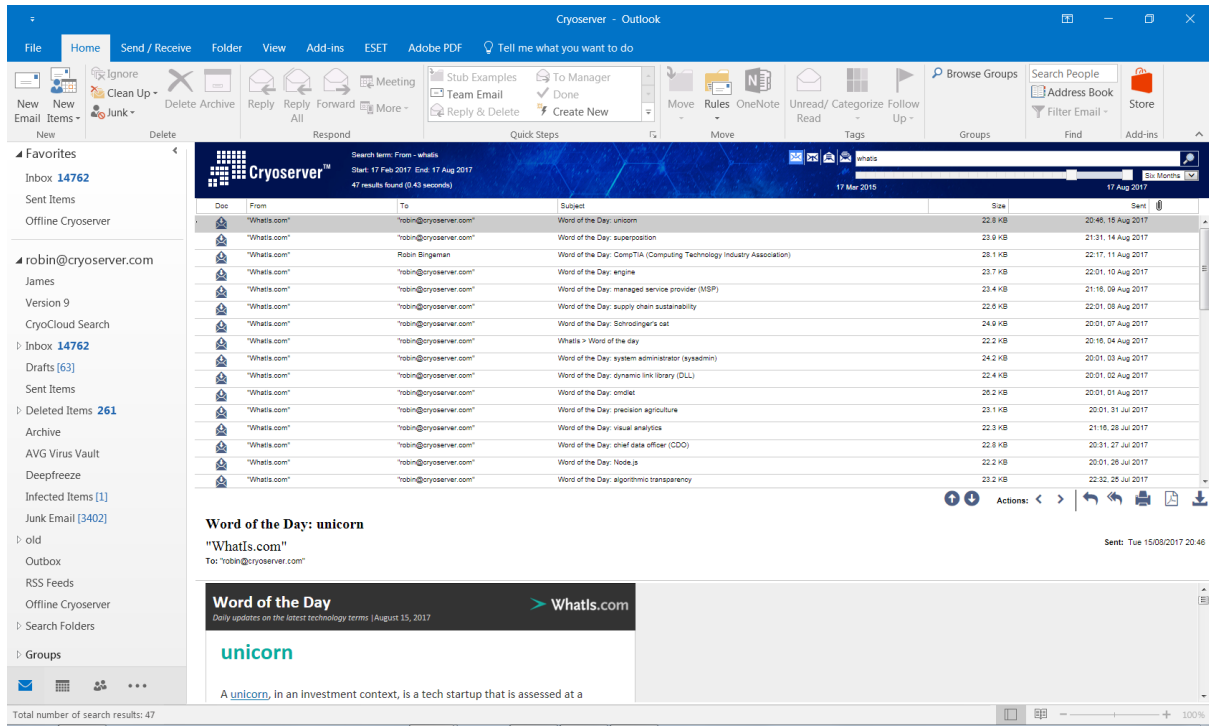 Cryoserver - Outlook
File Home Send / Receive Folder View Add-ins ESET Adobe PDF Tell me what you want to do
New Email
New Items
Ignore
Clean Up
Junk
Delete
Archive
Reply
Reply All
Forward
Meeting
More
Stub Examples
Team Email
Reply & Delete
To Manager
Done
Create New
Move
Rules
OneNote
Unread/ Read
Categorize
Follow Up
Browse Groups
Search People
Address Book
Filter Email
Store
New Delete Respond Quick Steps Move Tags Groups Find Add-ins
Favorites
Inbox 14762
Sent Items
Offline Cryoserver
robin@cryoserver.com
James
Version 9
CryoCloud Search
Inbox 14762
Drafts [63]
Sent Items
Deleted Items 261
Archive
AVG Virus Vault
Deepfreeze
Infected Items [1]
Junk Email [3402]
old
Outbox
RSS Feeds
Offline Cryoserver
Search Folders
Groups
Cryoserver™
Search term: From - whatis
Start: 17 Feb 2017 End: 17 Aug 2017
47 results found (0.43 seconds)
whatis
Six Months
17 Mar 2015 17 Aug 2017
Doc From To Subject Size Sent
"WhatIs.com" "robin@cryoserver.com" Word of the Day: unicorn 22.8 KB 20:46, 15 Aug 2017
"WhatIs.com" "robin@cryoserver.com" Word of the Day: superposition 23.9 KB 21:31, 14 Aug 2017
"WhatIs.com" Robin Bingeman Word of the Day: CompTIA (Computing Technology Industry Association) 28.1 KB 22:17, 11 Aug 2017
"WhatIs.com" "robin@cryoserver.com" Word of the Day: engine 23.7 KB 22:01, 10 Aug 2017
"WhatIs.com" "robin@cryoserver.com" Word of the Day: managed service provider (MSP) 23.4 KB 21:16, 09 Aug 2017
"WhatIs.com" "robin@cryoserver.com" Word of the Day: supply chain sustainability 22.6 KB 22:01, 08 Aug 2017
"WhatIs.com" "robin@cryoserver.com" Word of the Day: Schrodinger's cat 24.9 KB 20:01, 07 Aug 2017
"WhatIs.com" "robin@cryoserver.com" WhatIs > Word of the day 22.2 KB 20:16, 04 Aug 2017
"WhatIs.com" "robin@cryoserver.com" Word of the Day: system administrator (sysadmin) 24.2 KB 20:01, 03 Aug 2017
"WhatIs.com" "robin@cryoserver.com" Word of the Day: dynamic link library (DLL) 22.4 KB 20:01, 02 Aug 2017
"WhatIs.com" "robin@cryoserver.com" Word of the Day: cmdlet 26.2 KB 20:01, 01 Aug 2017
"WhatIs.com" "robin@cryoserver.com" Word of the Day: precision agriculture 23.1 KB 20:01, 31 Jul 2017
"WhatIs.com" "robin@cryoserver.com" Word of the Day: visual analytics 22.3 KB 21:16, 28 Jul 2017
"WhatIs.com" "robin@cryoserver.com" Word of the Day: chief data officer (CDO) 22.8 KB 20:31, 27 Jul 2017
"WhatIs.com" "robin@cryoserver.com" Word of the Day: Node.js 22.2 KB 20:01, 26 Jul 2017
"WhatIs.com" "robin@cryoserver.com" Word of the Day: algorithmic transparency 23.2 KB 22:32, 25 Jul 2017
Actions:
Word of the Day: unicorn
"WhatIs.com"
Sent: Tue 15/08/2017 20:46
To: "robin@cryoserver.com"
Word of the Day
WhatIs.com
Daily updates on the latest technology terms |August 15, 2017
unicorn
A unicorn, in an investment context, is a tech startup that is assessed at a
Total number of search results: 47
100%